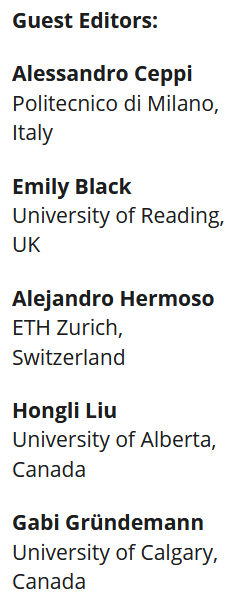 Guest Editors:
Alessandro Ceppi
Politecnico di Milano,
Italy
Emily Black
University of Reading,
UK
Alejandro Hermoso
ETH Zurich,
Switzerland
Hongli Liu
University of Alberta,
Canada
Gabi Gründemann
University of Calgary,
Canada